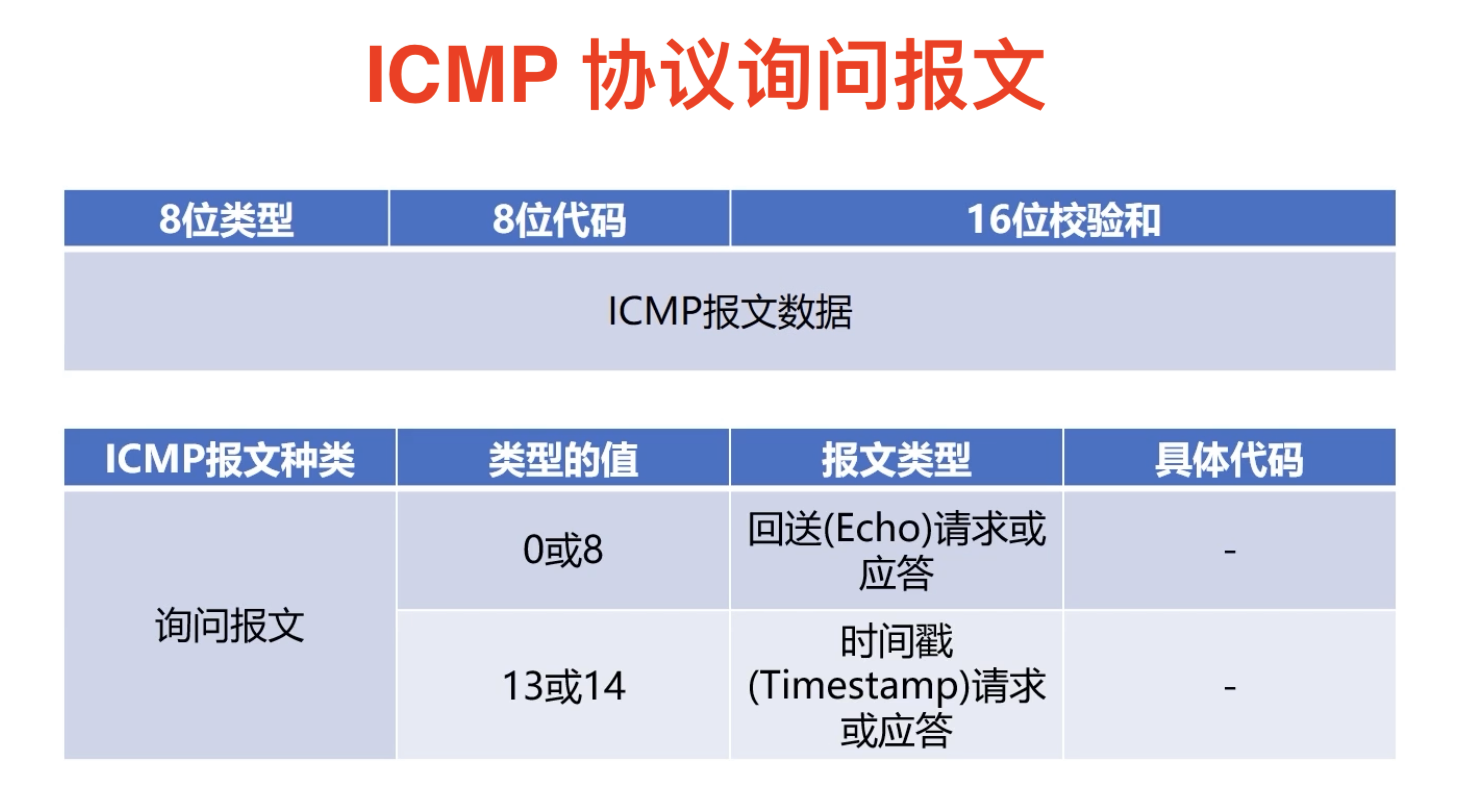 ICMP 协议询问报文
8位类型 8位代码 16位校验和
ICMP报文数据
ICMP报文种类 类型的值 报文类型 具体代码
询问报文
0或8
回送(Echo)请求或
应答
-
13或14
时间戳
(Timestamp)请求
或应答
-